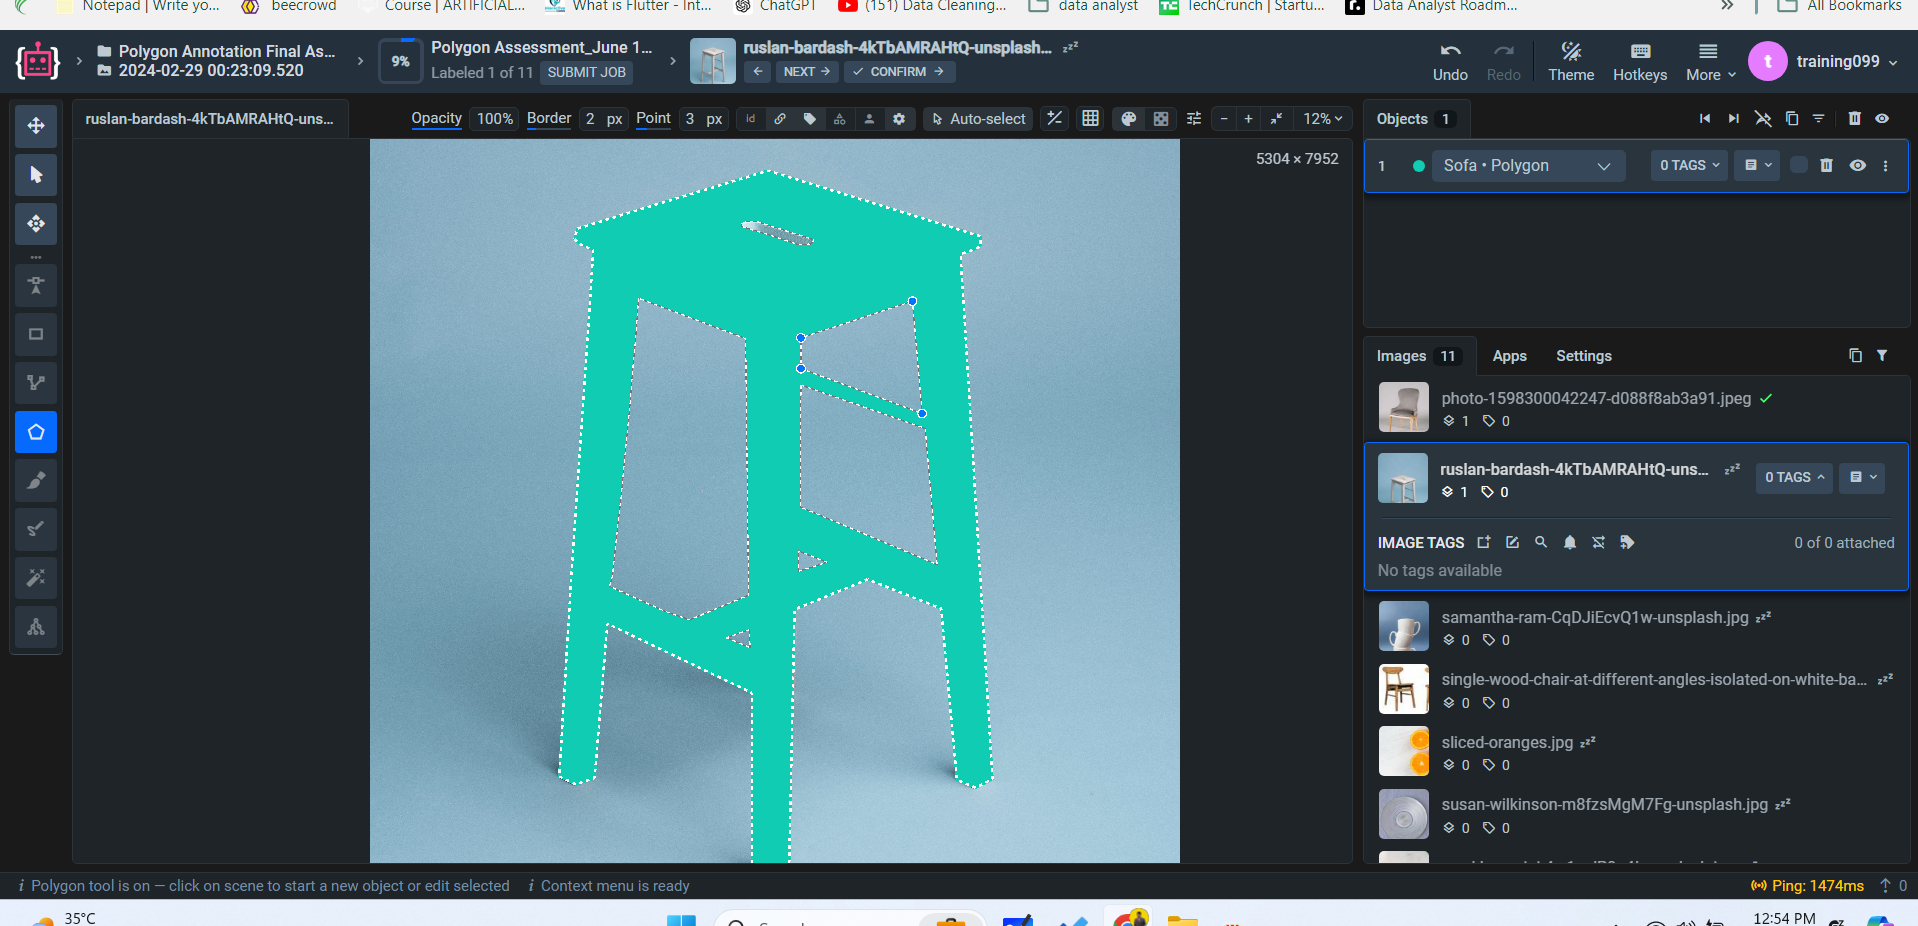 Notepad | Write yo...
beecrowd
Course | ARTIFICIAL...
What is Flutter - Int...
ChatGPT
(151) Data Cleaning...
data analyst
TechCrunch | Startu...
Data Analyst Roadm...
»
All Bookmarks
Polygon Annotation Final As...
2024-02-29 00:23:09.520
9%
Polygon Assessment_June 1...
Labeled 1 of 11 SUBMIT JOB
ruslan-bardash-4kTbAMRAHtQ-unsplash... zzz
NEXT
CONFIRM
Undo
Redo
Theme
Hotkeys
More
t
training099
ruslan-bardash-4kTbAMRAHtQ-uns...
Opacity 100% Border 2 px Point 3 px
id
Auto-select
12%
5304 × 7952
Objects 1
1 Sofa • Polygon 0 TAGS
Images 11 Apps Settings
photo-1598300042247-d088f8ab3a91.jpeg
1 0
ruslan-bardash-4kTbAMRAHtQ-uns... zzz 0 TAGS
1 0
IMAGE TAGS 0 of 0 attached
No tags available
samantha-ram-CqDJiEcvQ1w-unsplash.jpg zzz
0 0
single-wood-chair-at-different-angles-isolated-on-white-ba... zzz
0 0
sliced-oranges.jpg zzz
0 0
susan-wilkinson-m8fzsMgM7Fg-unsplash.jpg zzz
0 0
i Polygon tool is on — click on scene to start a new object or edit selected i Context menu is ready
Ping: 1474ms 0
35°C
12:54 PM